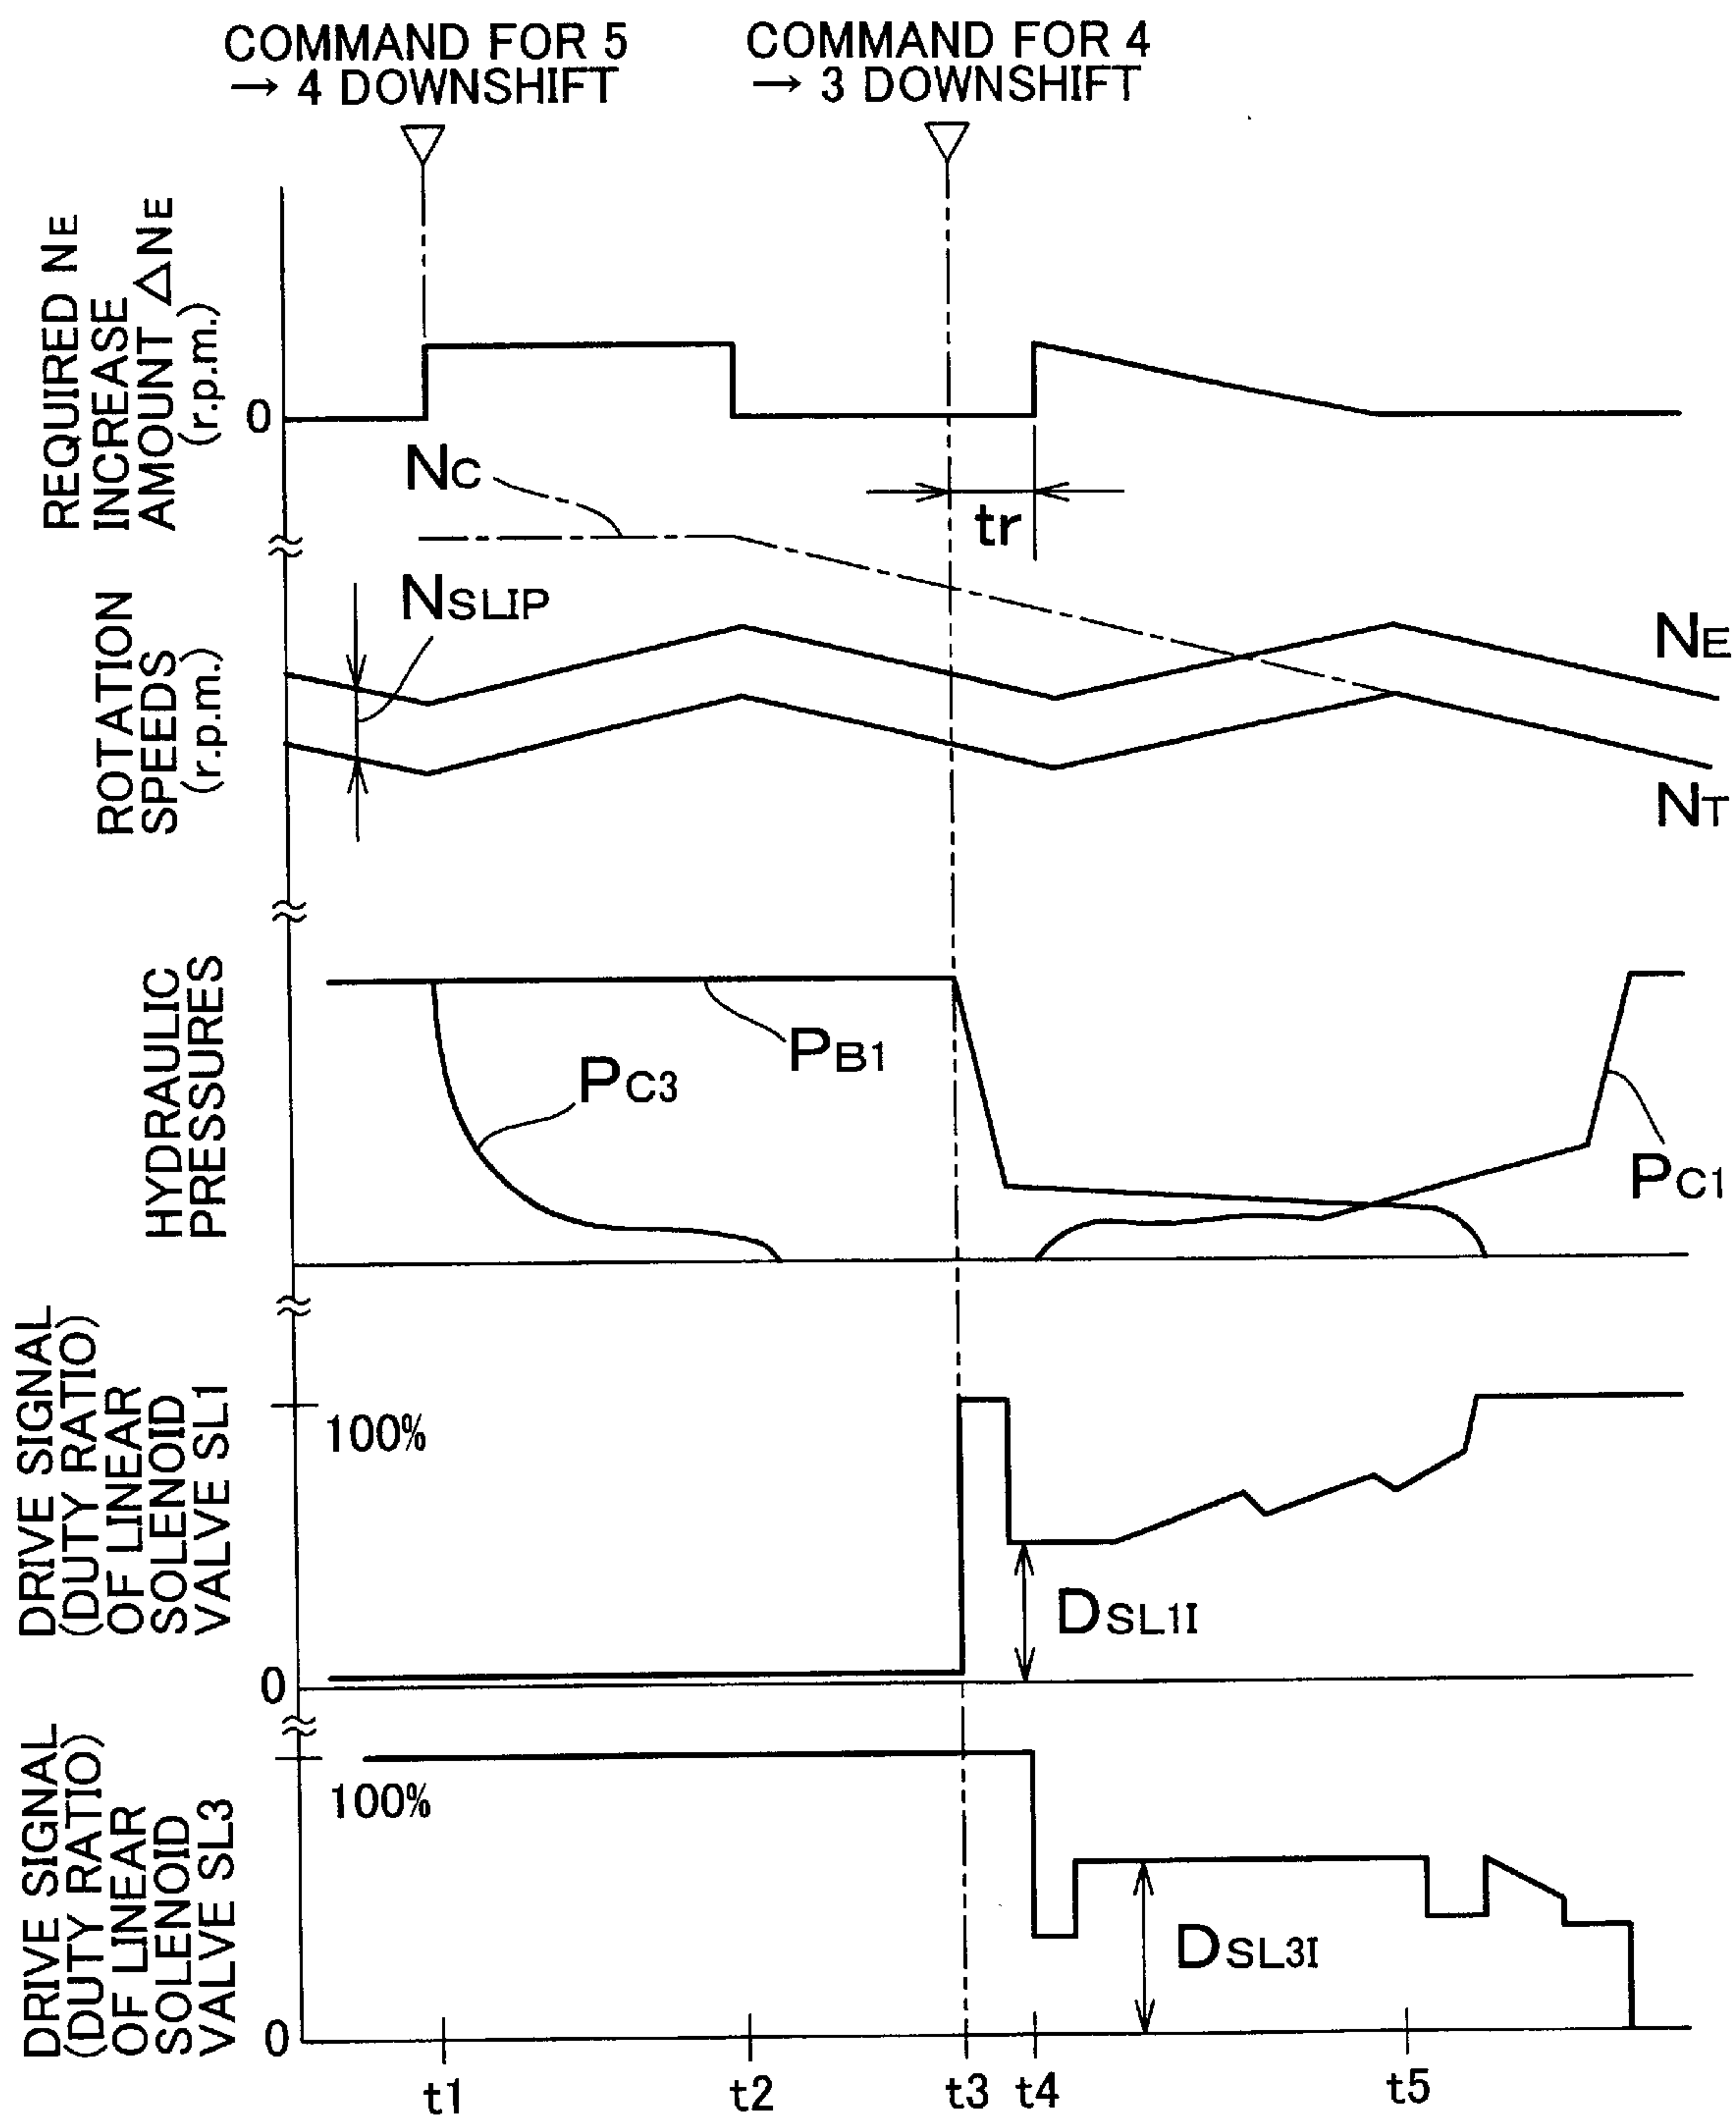 COMMAND FOR 5
→ 4 DOWNSHIFT
COMMAND FOR 4
→ 3 DOWNSHIFT
REQUIRED NE
INCREASE
AMOUNT △NE
(r.p.m.)
0
NC
tr
NSLIP
ROTATION
SPEEDS
(r.p.m.)
NE
NT
HYDRAULIC
PRESSURES
PB1
PC3
PC1
DRIVE SIGNAL
(DUTY RATIO)
OF LINEAR
SOLENOID
VALVE SL1
100%
DSL1I
0
DRIVE SIGNAL
(DUTY RATIO)
OF LINEAR
SOLENOID
VALVE SL3
100%
DSL3I
0
t1 t2 t3 t4 t5